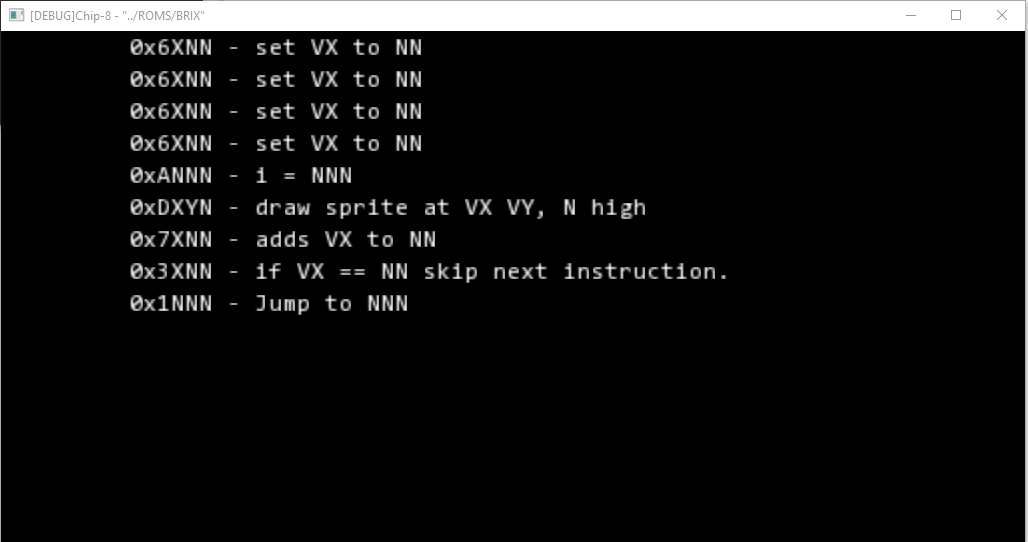 [DEBUG]Chip-8 - "../ROMS/BRIX"
0x6XNN - set VX to NN
0x6XNN - set VX to NN
0x6XNN - set VX to NN
0x6XNN - set VX to NN
0xANNN - i = NNN
0xDXYN - draw sprite at VX VY, N high
0x7XNN - adds VX to NN
0x3XNN - if VX == NN skip next instruction.
0x1NNN - Jump to NNN